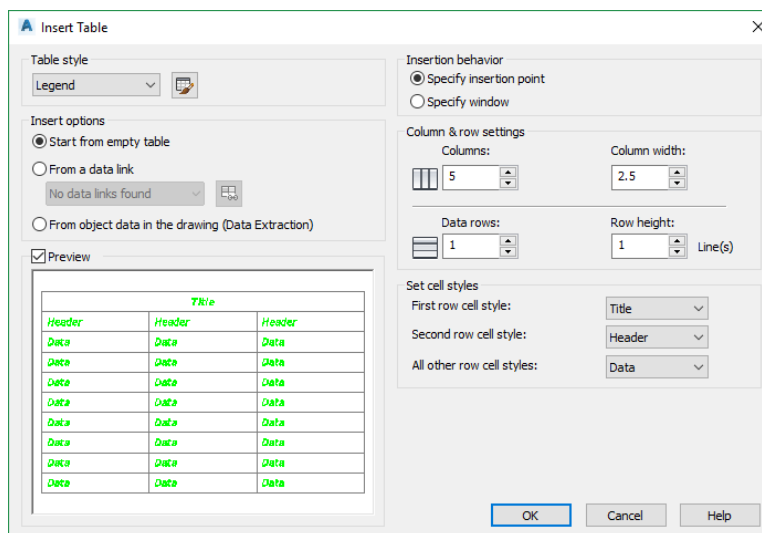 Insert Table
Table style
Legend
Insert options
Start from empty table
From a data link
No data links found
From object data in the drawing (Data Extraction)
Preview
Title
Header Header Header
Data Data Data
Data Data Data
Data Data Data
Data Data Data
Data Data Data
Data Data Data
Data Data Data
Data Data Data
Insertion behavior
Specify insertion point
Specify window
Column & row settings
Columns: Column width:
5 2.5
Data rows: Row height:
1 1 Line(s)
Set cell styles
First row cell style: Title
Second row cell style: Header
All other row cell styles: Data
OK Cancel Help